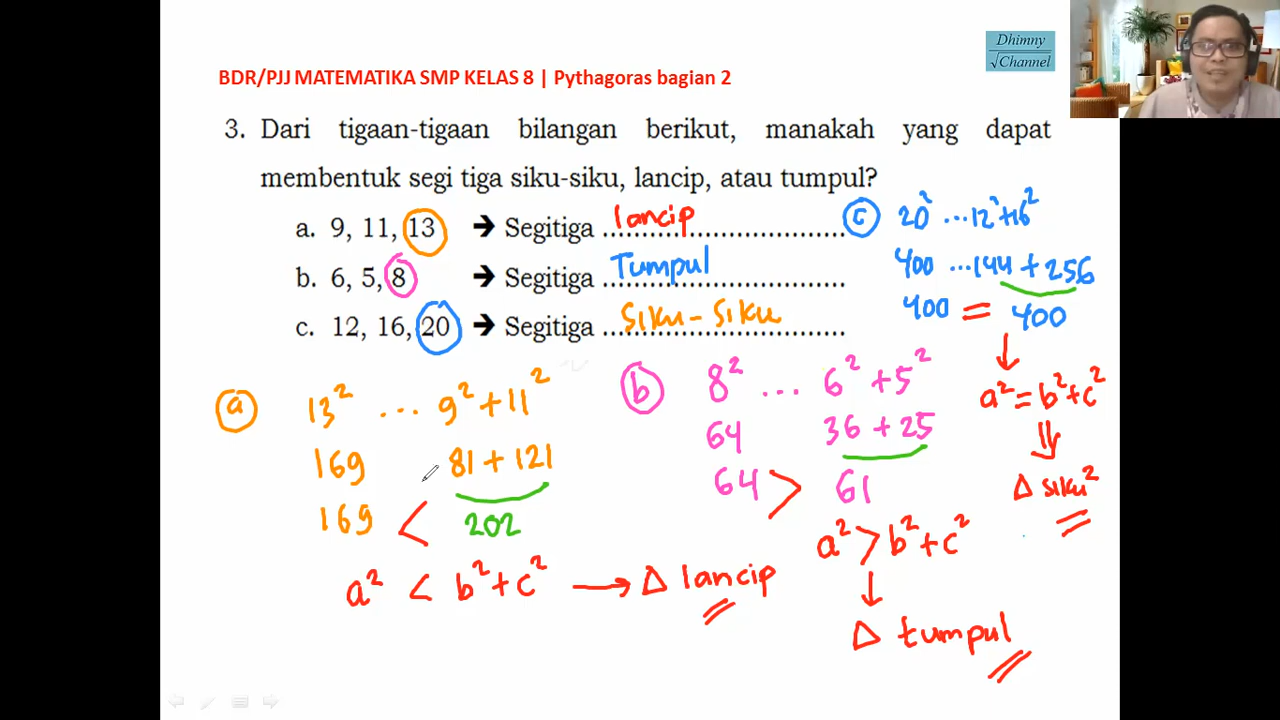 Dhimny
√Channel
BDR/PJJ MATEMATIKA SMP KELAS 8 | Pythagoras bagian 2
3. Dari tigaan-tigaan bilangan berikut, manakah yang dapat
membentuk segi tiga siku-siku, lancip, atau tumpul?
a. 9, 11, 13 → Segitiga lancip
b. 6, 5, 8 → Segitiga Tumpul
c. 12, 16, 20 → Segitiga siku-siku
c 20² ... 12² + 16²
400 ... 144 + 256
400 = 400
↓
a² = b² + c²
⇓
Δ siku²
a 13² ... 9² + 11²
169 81 + 121
169 < 202
a² < b² + c² → Δ lancip
b 8² ... 6² + 5²
64 36 + 25
64 > 61
a² > b² + c²
↓
Δ tumpul